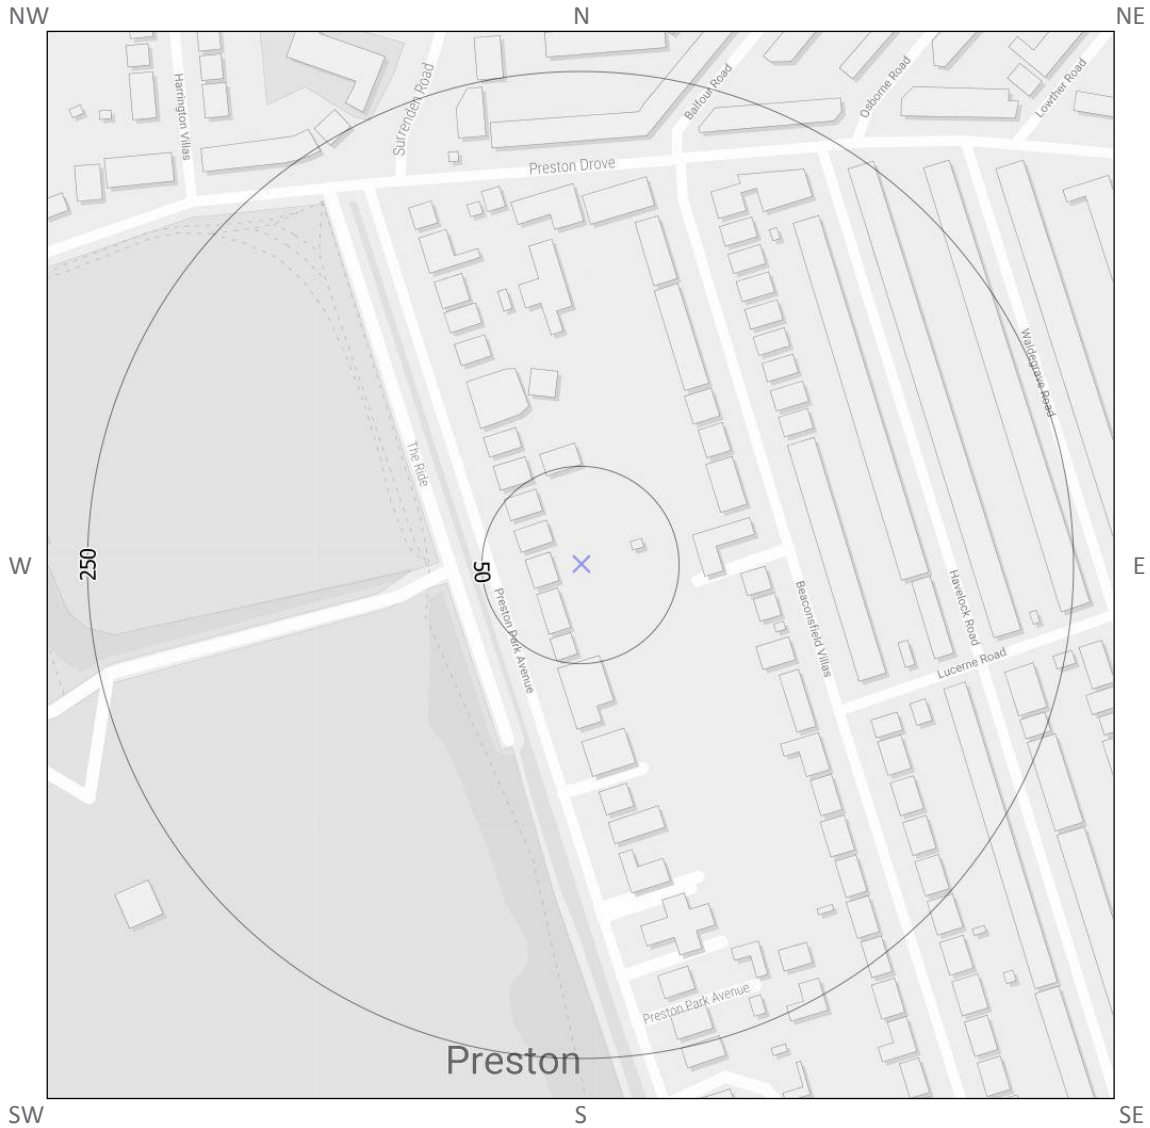 NW N NE
Harrington Villas
Surrenden Road
Balfour Road
Osborne Road
Lowther Road
Preston Drove
Waldegrave Road
The Ride
W 250 50 E
Preston Park Avenue
Beaconsfield Villas
Havelock Road
Lucerne Road
Preston Park Avenue
Preston
SW S SE